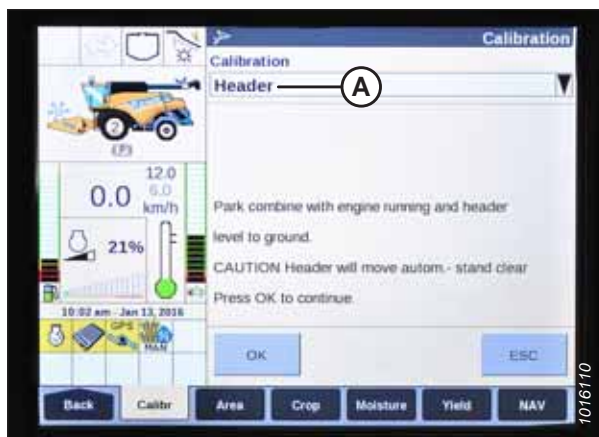 Calibration
Calibration
Header
A
(P)
12.0
6.0
0.0 km/h
21%
Park combine with engine running and header
level to ground.
CAUTION Header will move autom.- stand clear
Press OK to continue.
10:02 am - Jan 13, 2016
GPS
MAN
OK
ESC
Back
Calibr
Area
Crop
Moisture
Yield
NAV
1016110